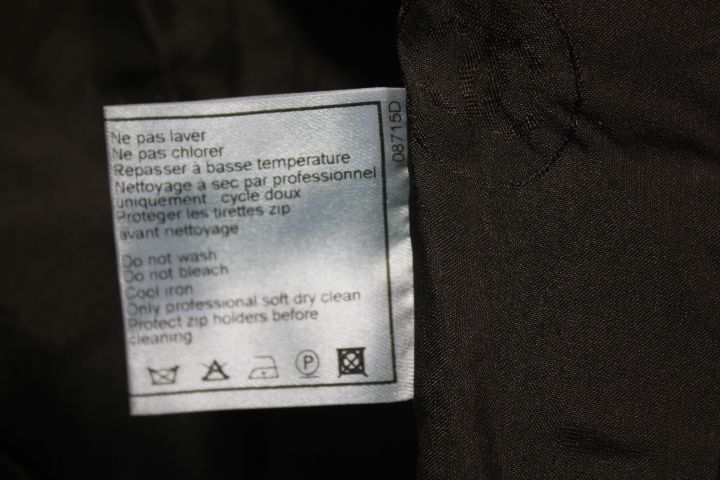 Ne pas laver
Ne pas chlorer
Repasser à basse température
Nettoyage a sec par professionnel
uniquement : cycle doux
Protéger les tirettes zip
avant nettoyage
Do not wash
Do not bleach
Cool iron
Only professional soft dry clean
Protect zip holders before
cleaning
P
08715D